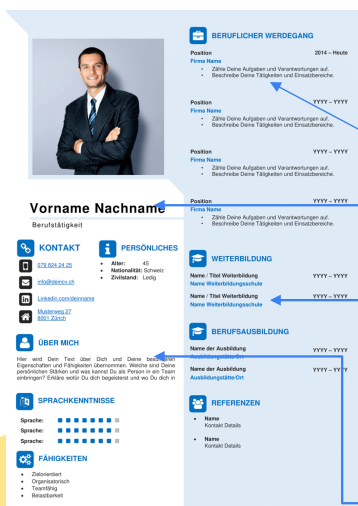 Vorname Nachname
Berufstätigkeit
KONTAKT
079 824 24 25
info@deincv.ch
Linkedin.com/deinname
Musterweg 27
8001 Zürich
PERSÖNLICHES
• Alter: 45
• Nationalität: Schweiz
• Zivilstand: Ledig
ÜBER MICH
Hier wird Dein Text über Dich und Deine besonderen
Eigenschaften und Fähigkeiten übernommen. Welche sind Deine
persönlichen Stärken und was kannst Du als Person in ein Team
einbringen? Erkläre wofür Du dich begeisterst und wo Du dich in
SPRACHKENNTNISSE
Sprache:
Sprache:
Sprache:
FÄHIGKEITEN
• Zielorientiert
• Organisatorisch
• Teamfähig
• Belastbarkeit
BERUFLICHER WERDEGANG
Position 2014 – Heute
Firma Name
• Zähle Deine Aufgaben und Verantwortungen auf.
• Beschreibe Deine Tätigkeiten und Einsatzbereiche.
Position YYYY – YYYY
Firma Name
• Zähle Deine Aufgaben und Verantwortungen auf.
• Beschreibe Deine Tätigkeiten und Einsatzbereiche.
Position YYYY – YYYY
Firma Name
• Zähle Deine Aufgaben und Verantwortungen auf.
• Beschreibe Deine Tätigkeiten und Einsatzbereiche.
Position YYYY – YYYY
Firma Name
• Zähle Deine Aufgaben und Verantwortungen auf.
• Beschreibe Deine Tätigkeiten und Einsatzbereiche.
WEITERBILDUNG
Name / Titel Weiterbildung YYYY – YYYY
Name Weiterbildungsschule
Name / Titel Weiterbildung YYYY – YYYY
Name Weiterbildungsschule
BERUFSAUSBILDUNG
Name der Ausbildung YYYY – YYYY
Ausbildungstätte/Ort
Name der Ausbildung YYYY – YYYY
Ausbildungstätte/Ort
REFERENZEN
• Name
Kontakt Details
• Name
Kontakt Details